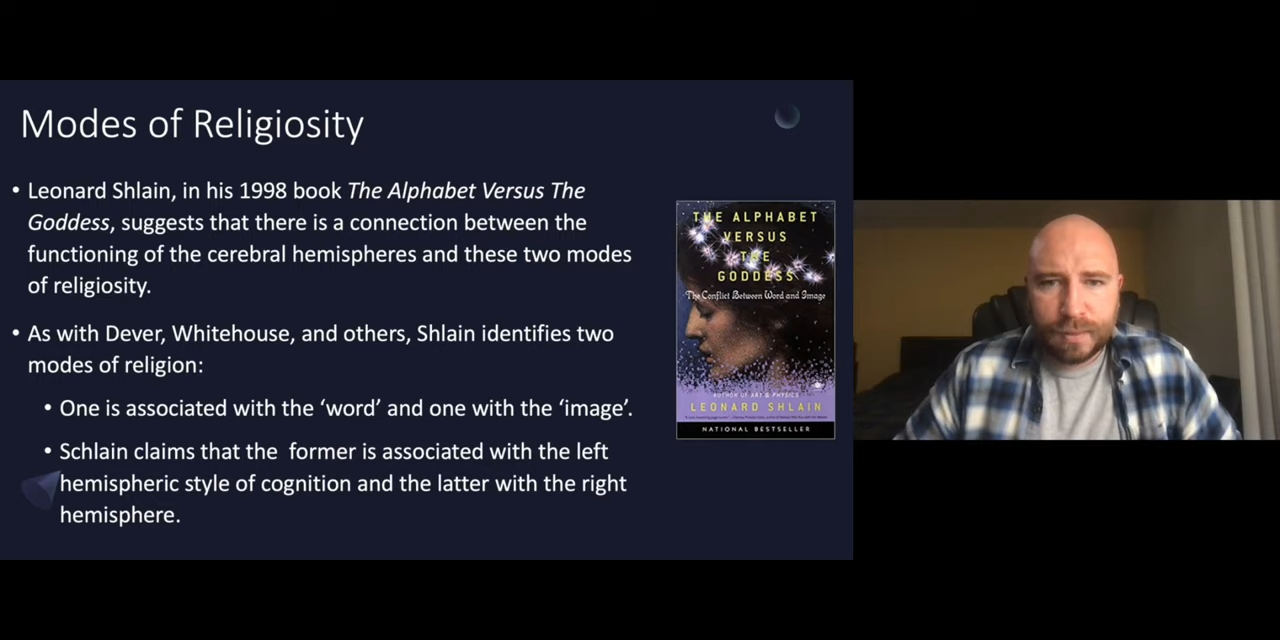 Modes of Religiosity
• Leonard Shlain, in his 1998 book The Alphabet Versus The
Goddess, suggests that there is a connection between the
functioning of the cerebral hemispheres and these two modes
of religiosity.
• As with Dever, Whitehouse, and others, Shlain identifies two
modes of religion:
• One is associated with the ‘word’ and one with the ‘image’.
• Schlain claims that the  former is associated with the left
hemispheric style of cognition and the latter with the right
hemisphere.
THE ALPHABET
VERSUS
THE
GODDESS
The Conflict Between Word and Image
AUTHOR OF ART & PHYSICS
LEONARD SHLAIN
NATIONAL BESTSELLER